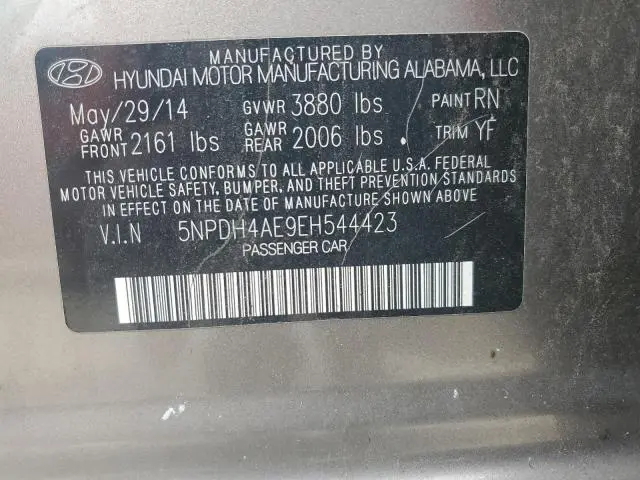 MANUFACTURED BY
HYUNDAI MOTOR MANUFACTURING ALABAMA, LLC
May/29/14 GVWR 3880 lbs PAINT RN
GAWR FRONT 2161 lbs GAWR REAR 2006 lbs TRIM YF
THIS VEHICLE CONFORMS TO ALL APPLICABLE U.S.A. FEDERAL
MOTOR VEHICLE SAFETY, BUMPER, AND THEFT PREVENTION STANDARDS
IN EFFECT ON THE DATE OF MANUFACTURE SHOWN ABOVE
V.I.N 5NPDH4AE9EH544423
PASSENGER CAR